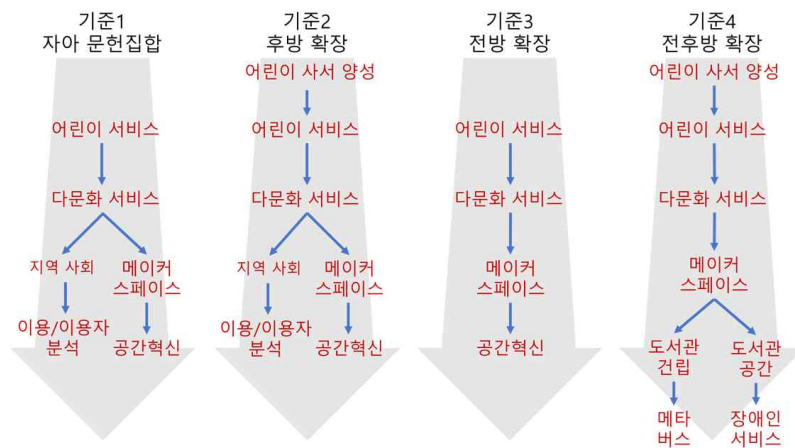 기준1
자아 문헌집합
어린이 서비스
다문화 서비스
지역 사회
메이커
스페이스
이용/이용자
분석
공간혁신
기준2
후방 확장
어린이 사서 양성
어린이 서비스
다문화 서비스
지역 사회
메이커
스페이스
이용/이용자
분석
공간혁신
기준3
전방 확장
어린이 서비스
다문화 서비스
메이커
스페이스
공간혁신
기준4
전후방 확장
어린이 사서 양성
어린이 서비스
다문화 서비스
메이커
스페이스
도서관
건립
도서관
공간
메타
버스
장애인
서비스